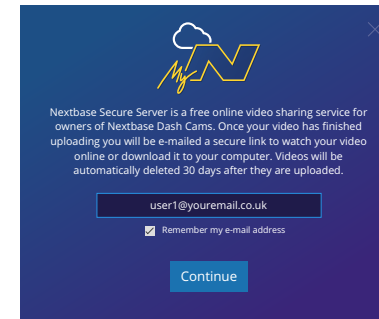 My N
Nextbase Secure Server is a free online video sharing service for
owners of Nextbase Dash Cams. Once your video has finished
uploading you will be e-mailed a secure link to watch your video
online or download it to your computer. Videos will be
automatically deleted 30 days after they are uploaded.
user1@youremail.co.uk
Remember my e-mail address
Continue